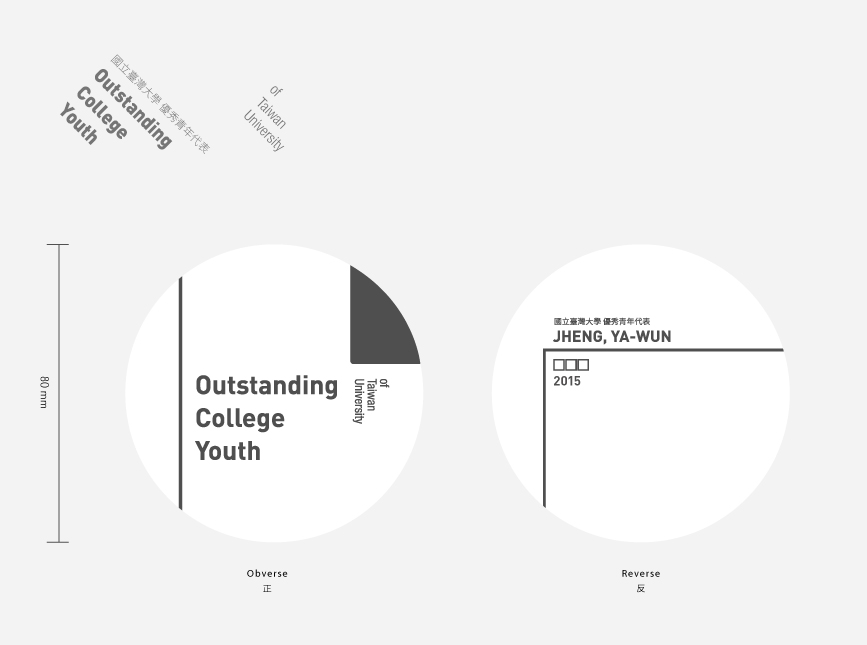 國立臺灣大學 優秀青年代表
Outstanding
College
Youth
of
Taiwan
University
80 mm
Outstanding
College
Youth
of
Taiwan
University
國立臺灣大學 優秀青年代表
JHENG, YA-WUN
□□□
2015
Obverse
正
Reverse
反